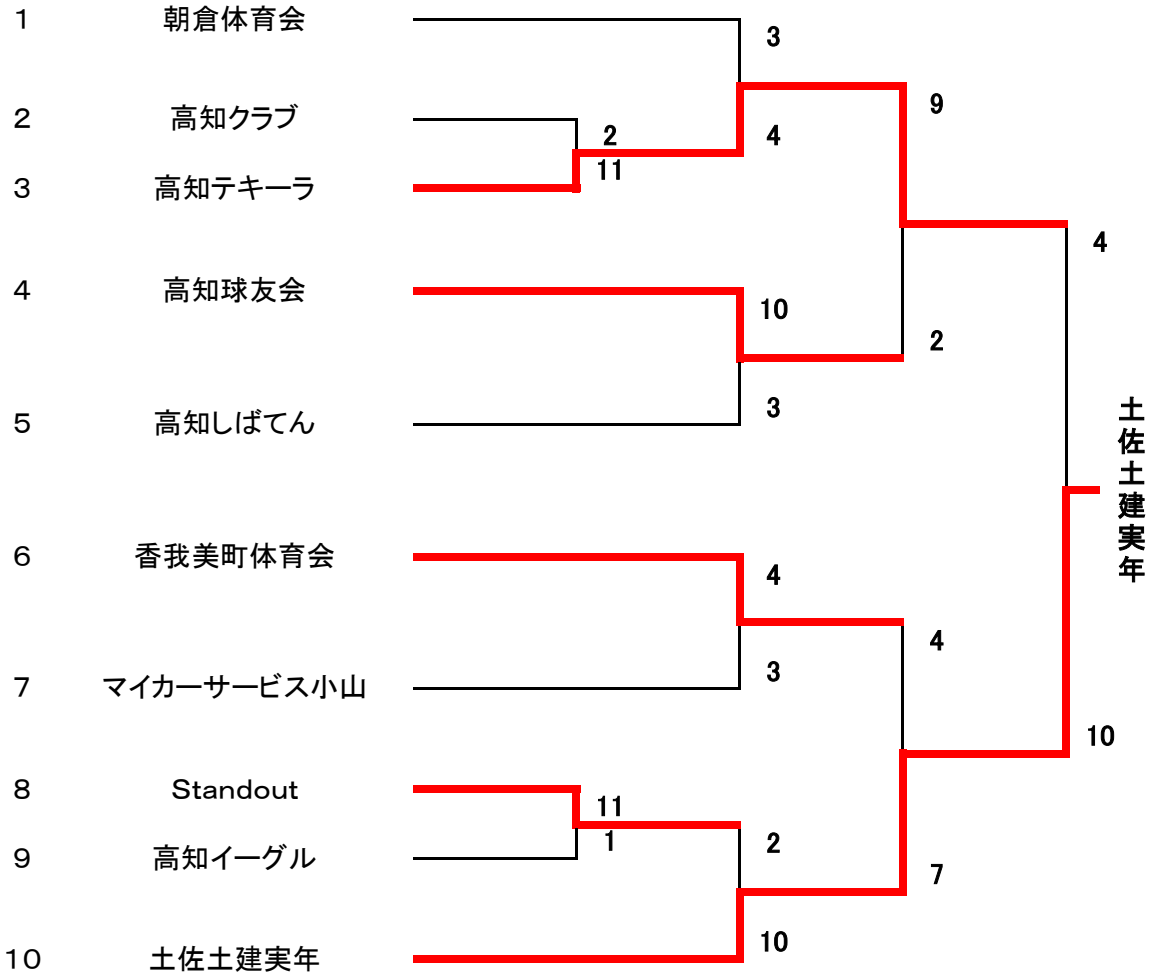 1 朝倉体育会
3
9
2 高知クラブ
2
4
11
3 高知テキーラ
4
4 高知球友会
10
2
3
5 高知しばてん
土佐土建実年
6 香我美町体育会
4
4
3
7 マイカーサービス小山
10
8 Standout
11
1
2
9 高知イーグル
7
10
10 土佐土建実年